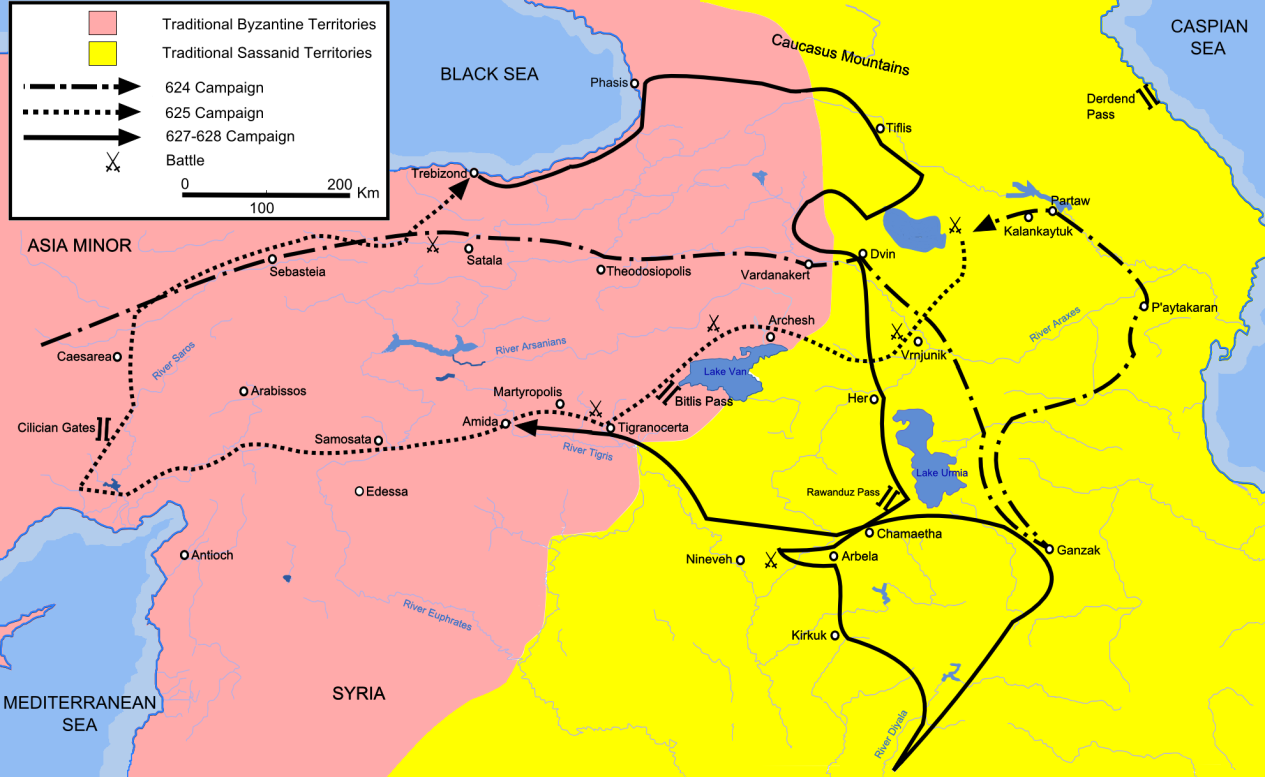 Traditional Byzantine Territories
Traditional Sassanid Territories
624 Campaign
625 Campaign
627-628 Campaign
Battle
0
200
Km
100
BLACK SEA
CASPIAN
SEA
Caucasus Mountains
Phasis
Derdend
Pass
Tiflis
Trebizond
Partaw
Kalankaytuk
ASIA MINOR
Sebasteia
Satala
Theodosiopolis
Vardanakert
Dvin
P'aytakaran
River Araxes
Archesh
Vrnjunik
Caesarea
River Saros
River Arsanians
Lake Van
Bitlis Pass
Arabissos
Martyropolis
Her
Cilician Gates
Samosata
Amida
Tigranocerta
River Tigris
Lake Urmia
Edessa
Rawanduz Pass
Chamaetha
Ganzak
Antioch
Nineveh
Arbela
River Euphrates
Kirkuk
MEDITERRANEAN
SEA
SYRIA
River Diyala